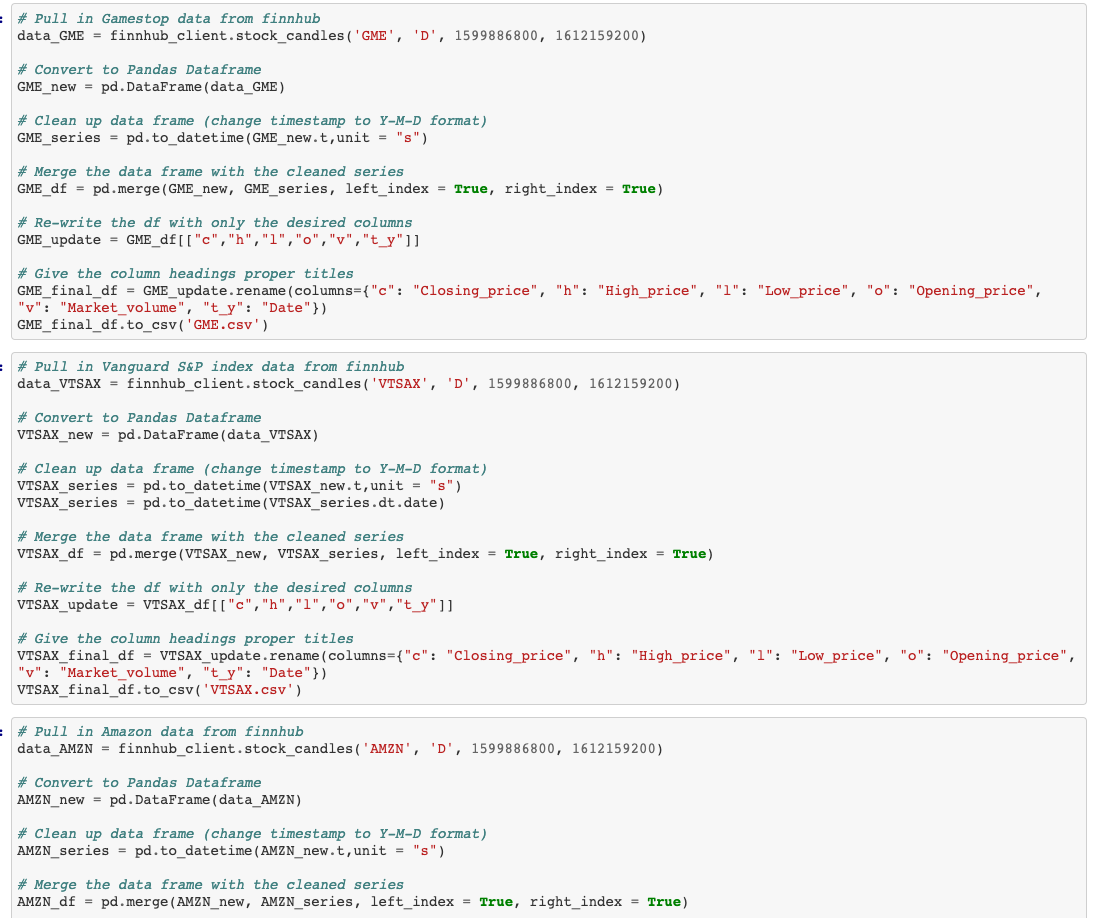 # Pull in Gamestop data from finnhub
data_GME = finnhub_client.stock_candles('GME', 'D', 1599886800, 1612159200)
# Convert to Pandas Dataframe
GME_new = pd.DataFrame(data_GME)
# Clean up data frame (change timestamp to Y-M-D format)
GME_series = pd.to_datetime(GME_new.t,unit = "s")
# Merge the data frame with the cleaned series
GME_df = pd.merge(GME_new, GME_series, left_index = True, right_index = True)
# Re-write the df with only the desired columns
GME_update = GME_df[["c","h","l","o","v","t_y"]]
# Give the column headings proper titles
GME_final_df = GME_update.rename(columns={"c": "Closing_price", "h": "High_price", "l": "Low_price", "o": "Opening_price",
"v": "Market_volume", "t_y": "Date"})
GME_final_df.to_csv('GME.csv')
# Pull in Vanguard S&P index data from finnhub
data_VTSAX = finnhub_client.stock_candles('VTSAX', 'D', 1599886800, 1612159200)
# Convert to Pandas Dataframe
VTSAX_new = pd.DataFrame(data_VTSAX)
# Clean up data frame (change timestamp to Y-M-D format)
VTSAX_series = pd.to_datetime(VTSAX_new.t,unit = "s")
VTSAX_series = pd.to_datetime(VTSAX_series.dt.date)
# Merge the data frame with the cleaned series
VTSAX_df = pd.merge(VTSAX_new, VTSAX_series, left_index = True, right_index = True)
# Re-write the df with only the desired columns
VTSAX_update = VTSAX_df[["c","h","l","o","v","t_y"]]
# Give the column headings proper titles
VTSAX_final_df = VTSAX_update.rename(columns={"c": "Closing_price", "h": "High_price", "l": "Low_price", "o": "Opening_price",
"v": "Market_volume", "t_y": "Date"})
VTSAX_final_df.to_csv('VTSAX.csv')
# Pull in Amazon data from finnhub
data_AMZN = finnhub_client.stock_candles('AMZN', 'D', 1599886800, 1612159200)
# Convert to Pandas Dataframe
AMZN_new = pd.DataFrame(data_AMZN)
# Clean up data frame (change timestamp to Y-M-D format)
AMZN_series = pd.to_datetime(AMZN_new.t,unit = "s")
# Merge the data frame with the cleaned series
AMZN_df = pd.merge(AMZN_new, AMZN_series, left_index = True, right_index = True)